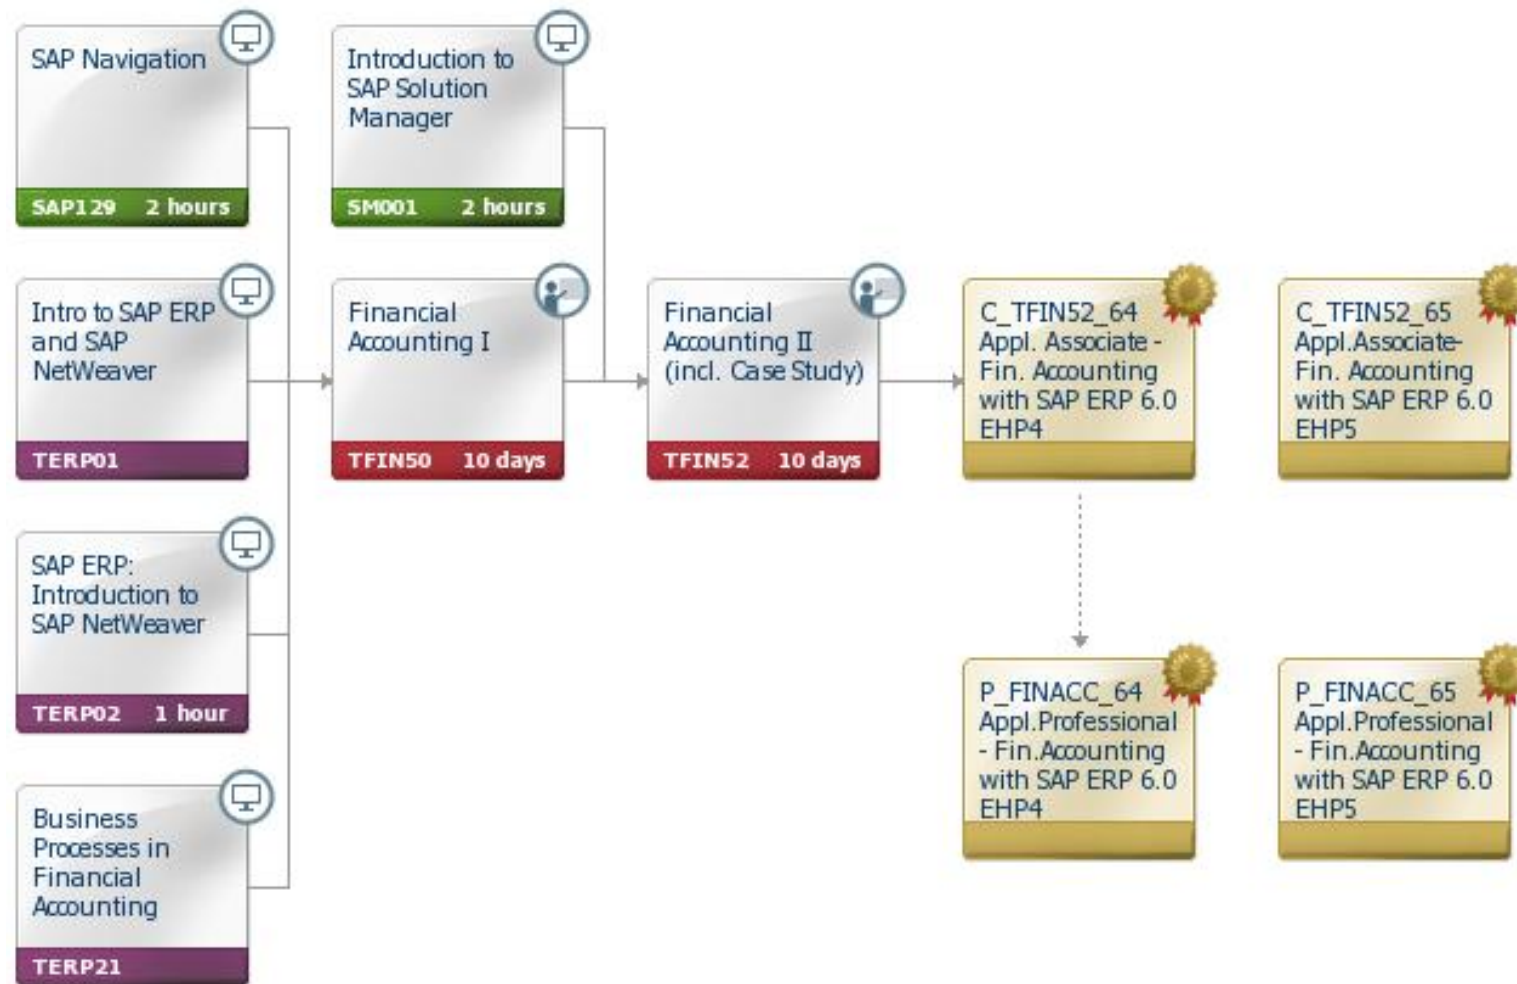 SAP Navigation
SAP129 2 hours
Introduction to
SAP Solution
Manager
SM001 2 hours
Intro to SAP ERP
and SAP
NetWeaver
TERP01
Financial
Accounting I
TFIN50 10 days
Financial
Accounting II
(incl. Case Study)
TFIN52 10 days
C_TFIN52_64
Appl. Associate -
Fin. Accounting
with SAP ERP 6.0
EHP4
C_TFIN52_65
Appl.Associate-
Fin. Accounting
with SAP ERP 6.0
EHP5
SAP ERP:
Introduction to
SAP NetWeaver
TERP02 1 hour
P_FINACC_64
Appl.Professional
- Fin.Accounting
with SAP ERP 6.0
EHP4
P_FINACC_65
Appl.Professional
- Fin.Accounting
with SAP ERP 6.0
EHP5
Business
Processes in
Financial
Accounting
TERP21